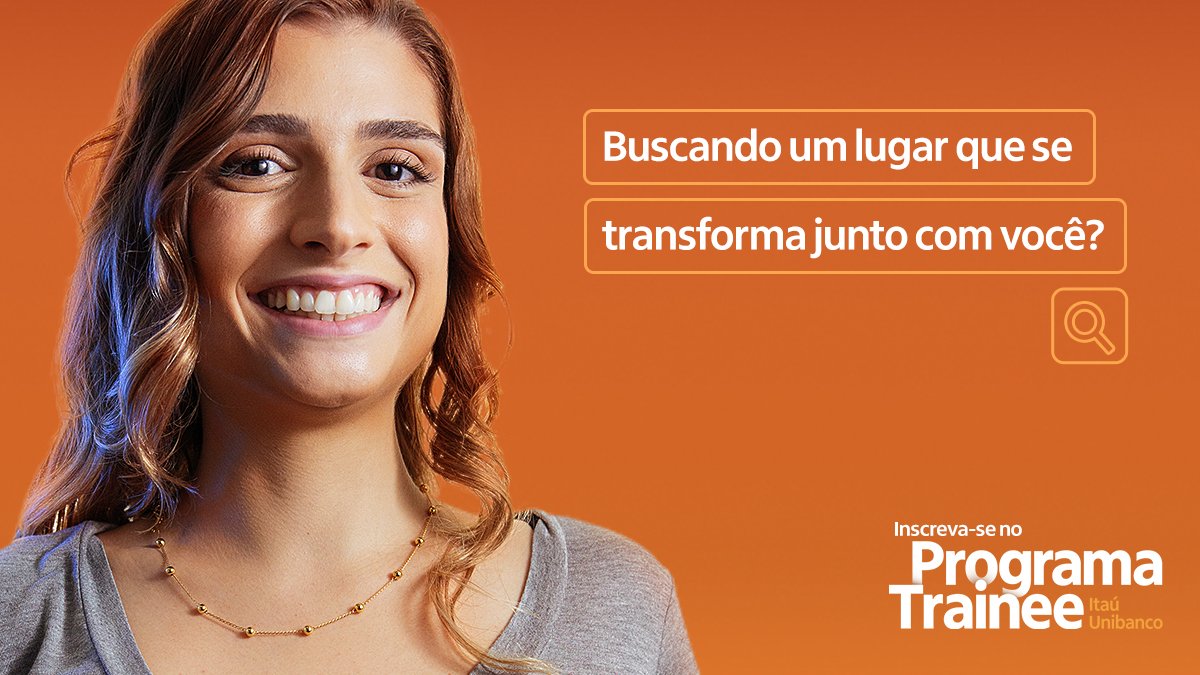 Buscando um lugar que se
transforma junto com você?
Inscreva-se no
Programa
Trainee
Itaú
Unibanco